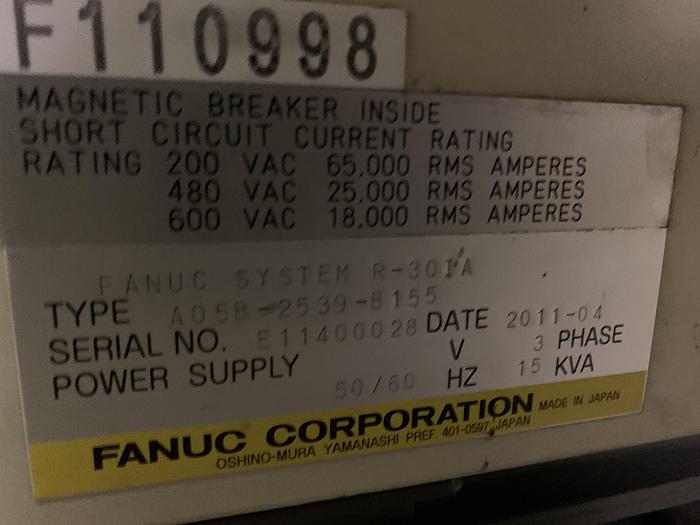 F110998
MAGNETIC BREAKER INSIDE
SHORT CIRCUIT CURRENT RATING
RATING 200 VAC 65,000 RMS AMPERES
480 VAC 25,000 RMS AMPERES
600 VAC 18,000 RMS AMPERES
FANUC SYSTEM R-30IA
TYPE A05B-2539-B155
SERIAL NO. E11400028 DATE 2011-04
POWER SUPPLY V 3 PHASE
50/60 HZ 15 KVA
FANUC CORPORATION MADE IN JAPAN
OSHINO-MURA YAMANASHI PREF. 401-0597, JAPAN